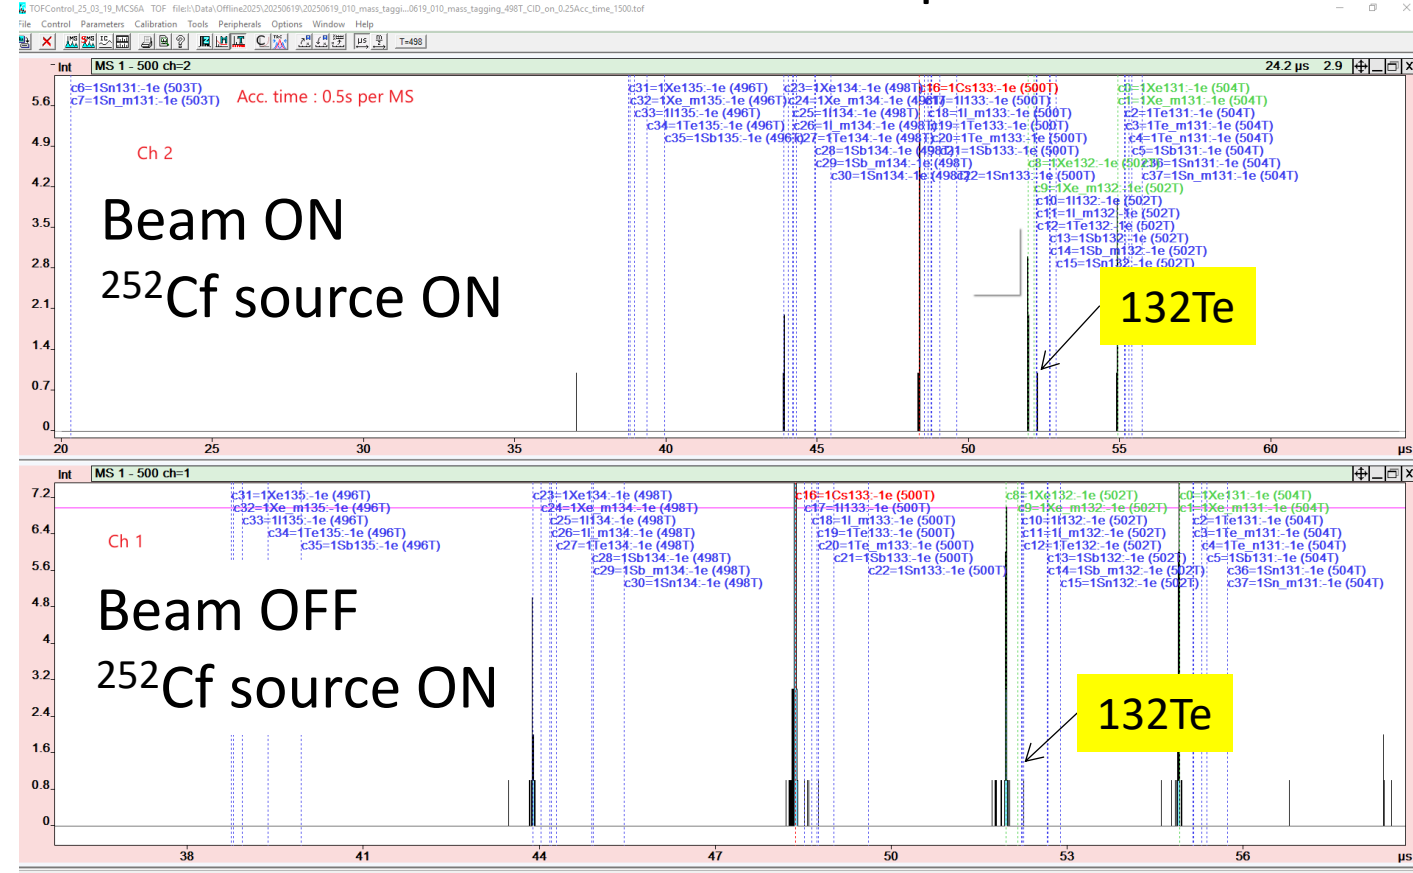 TOFControl_25_03_19_MCS6A TOF file:I:\Data\Offline2025\20250619\20250619_010_mass_taggi...0619_010_mass_tagging_498T_CID_on_0.25Acc_time_1500.tof
File Control Parameters Calibration Tools Peripherals Options Window Help
T=498
Int MS 1 - 500 ch=2 24.2 µs 2.9
c6=1Sn131:-1e (503T)
c7=1Sn_m131:-1e (503T)
Acc. time : 0.5s per MS
Ch 2
Beam ON
252Cf source ON
c31=1Xe135:-1e (496T)
c32=1Xe_m135:-1e (496T)
c33=1I135:-1e (496T)
c34=1Te135:-1e (496T)
c35=1Sb135:-1e (496T)
c23=1Xe134:-1e (498T)
c24=1Xe_m134:-1e (498T)
c25=1I134:-1e (498T)
c26=1I_m134:-1e (498T)
c27=1Te134:-1e (498T)
c28=1Sb134:-1e (498T)
c29=1Sb_m134:-1e (498T)
c30=1Sn134:-1e (498T)
c16=1Cs133:-1e (500T)
c17=1I133:-1e (500T)
c18=1I_m133:-1e (500T)
c19=1Te133:-1e (500T)
c20=1Te_m133:-1e (500T)
c21=1Sb133:-1e (500T)
c22=1Sn133:-1e (500T)
c8=1Xe132:-1e (502T)
c9=1Xe_m132:-1e (502T)
c10=1I132:-1e (502T)
c11=1I_m132:-1e (502T)
c12=1Te132:-1e (502T)
c13=1Sb132:-1e (502T)
c14=1Sb_m132:-1e (502T)
c15=1Sn132:-1e (502T)
c0=1Xe131:-1e (504T)
c1=1Xe_m131:-1e (504T)
c2=1Te131:-1e (504T)
c3=1Te_m131:-1e (504T)
c4=1Te_n131:-1e (504T)
c5=1Sb131:-1e (504T)
c36=1Sn131:-1e (504T)
c37=1Sn_m131:-1e (504T)
132Te
5.6
4.9
4.2
3.5
2.8
2.1
1.4
0.7
0
20 25 30 35 40 45 50 55 60 µs
Int MS 1 - 500 ch=1
Ch 1
Beam OFF
252Cf source ON
c31=1Xe135:-1e (496T)
c32=1Xe_m135:-1e (496T)
c33=1I135:-1e (496T)
c34=1Te135:-1e (496T)
c35=1Sb135:-1e (496T)
c23=1Xe134:-1e (498T)
c24=1Xe_m134:-1e (498T)
c25=1I134:-1e (498T)
c26=1I_m134:-1e (498T)
c27=1Te134:-1e (498T)
c28=1Sb134:-1e (498T)
c29=1Sb_m134:-1e (498T)
c30=1Sn134:-1e (498T)
c16=1Cs133:-1e (500T)
c17=1I133:-1e (500T)
c18=1I_m133:-1e (500T)
c19=1Te133:-1e (500T)
c20=1Te_m133:-1e (500T)
c21=1Sb133:-1e (500T)
c22=1Sn133:-1e (500T)
c8=1Xe132:-1e (502T)
c9=1Xe_m132:-1e (502T)
c10=1I132:-1e (502T)
c11=1I_m132:-1e (502T)
c12=1Te132:-1e (502T)
c13=1Sb132:-1e (502T)
c14=1Sb_m132:-1e (502T)
c15=1Sn132:-1e (502T)
c0=1Xe131:-1e (504T)
c1=1Xe_m131:-1e (504T)
c2=1Te131:-1e (504T)
c3=1Te_m131:-1e (504T)
c4=1Te_n131:-1e (504T)
c5=1Sb131:-1e (504T)
c36=1Sn131:-1e (504T)
c37=1Sn_m131:-1e (504T)
132Te
7.2
6.4
5.6
4.8
4
3.2
2.4
1.6
0.8
0
38 41 44 47 50 53 56 µs